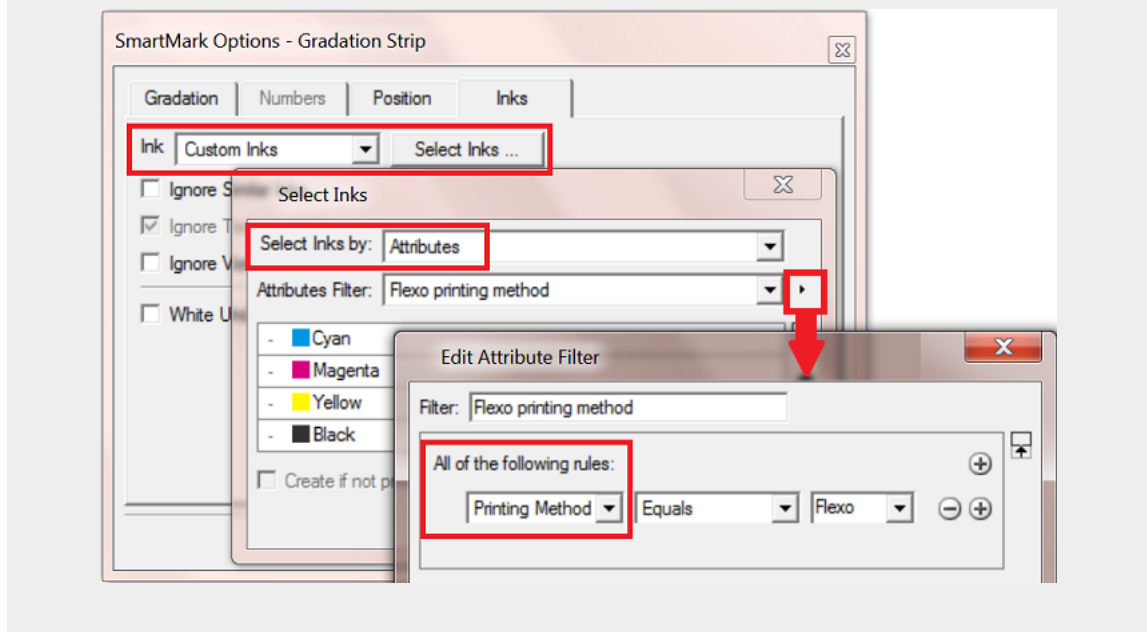 SmartMark Options - Gradation Strip
Gradation Numbers Position Inks
Ink Custom Inks Select Inks ...
Ignore S
Select Inks
Ignore T
Select Inks by: Attributes
Ignore V
Attributes Filter: Flexo printing method
White U
- Cyan
- Magenta
- Yellow
- Black
Create if not p
Edit Attribute Filter
Filter: Flexo printing method
All of the following rules:
Printing Method Equals Flexo